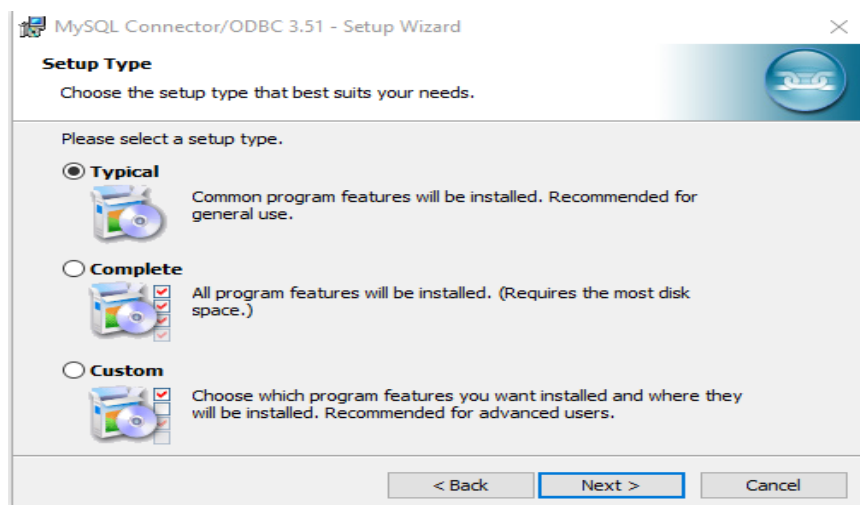 MySQL Connector/ODBC 3.51 - Setup Wizard
Setup Type
Choose the setup type that best suits your needs.
Please select a setup type.
Typical
Common program features will be installed. Recommended for
general use.
Complete
All program features will be installed. (Requires the most disk
space.)
Custom
Choose which program features you want installed and where they
will be installed. Recommended for advanced users.
< Back Next > Cancel